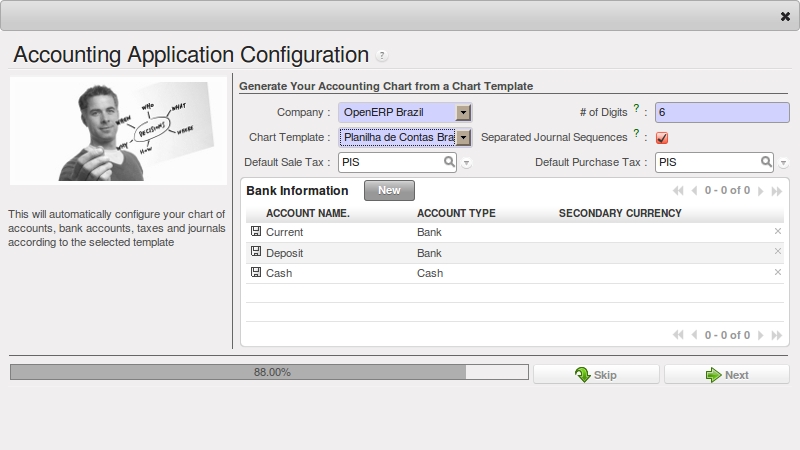 Accounting Application Configuration ?
Generate Your Accounting Chart from a Chart Template
Company : OpenERP Brazil
# of Digits ? : 6
Chart Template : Planilha de Contas Bra
Separated Journal Sequences ? :
Default Sale Tax : PIS
Default Purchase Tax : PIS
WHEN WHO WHAT
DECISIONS
WHY HOW WHERE
This will automatically configure your chart of
accounts, bank accounts, taxes and journals
according to the selected template
Bank Information New 0 - 0 of 0
ACCOUNT NAME. ACCOUNT TYPE SECONDARY CURRENCY
Current Bank
Deposit Bank
Cash Cash
0 - 0 of 0
88.00% Skip Next